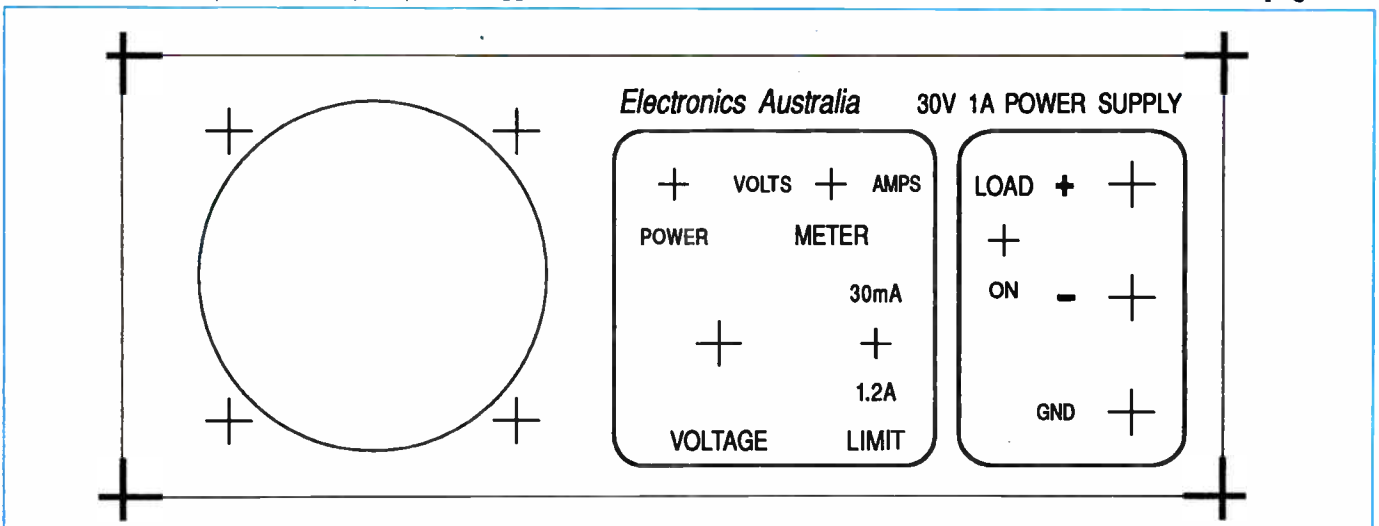 Electronics Australia 30V 1A POWER SUPPLY
VOLTS AMPS
POWER METER
30mA
1.2A
VOLTAGE LIMIT
LOAD +
ON -
GND